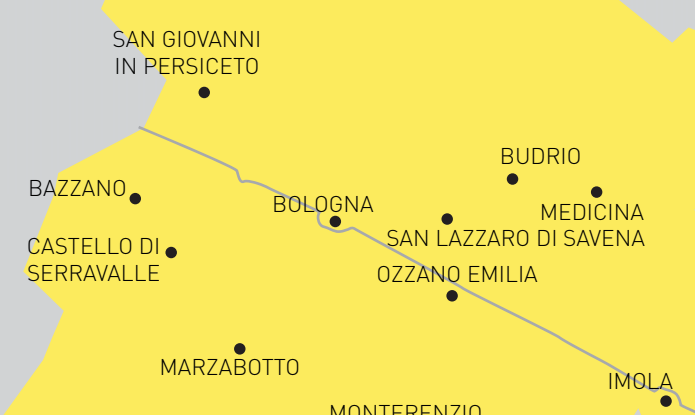 SAN GIOVANNI
IN PERSICETO
BUDRIO
BAZZANO
BOLOGNA
MEDICINA
SAN LAZZARO DI SAVENA
CASTELLO DI
SERRAVALLE
OZZANO EMILIA
MARZABOTTO
IMOLA
MONTERENZIO